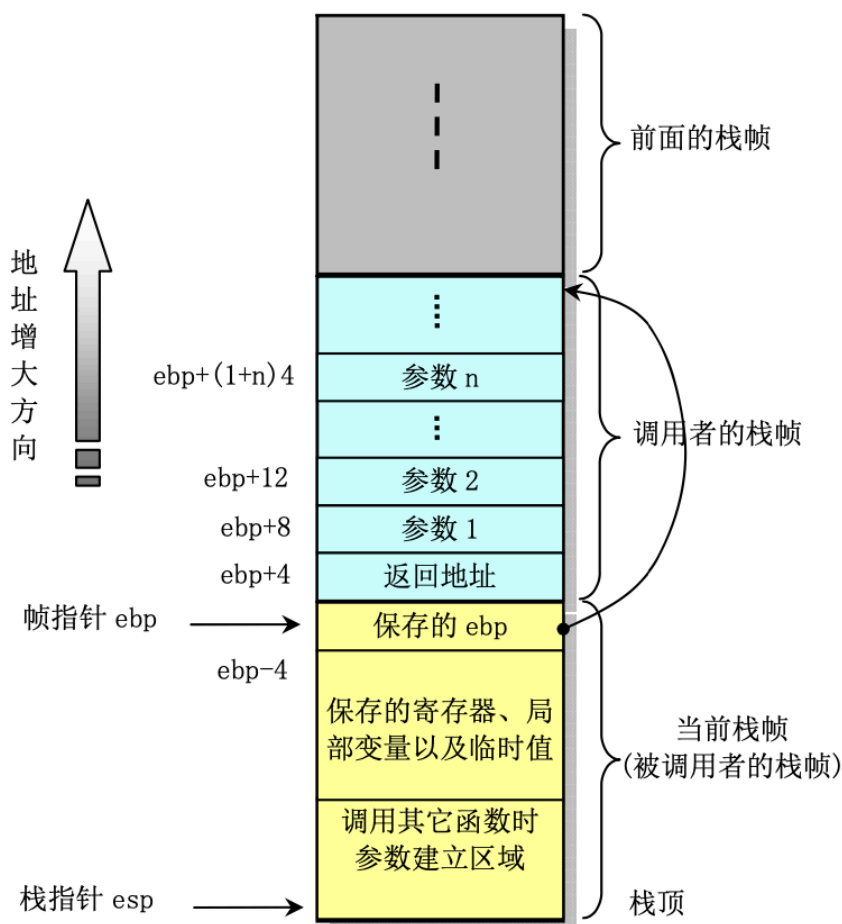 前面的栈帧
地址增大方向
ebp+(1+n)4
参数 n
调用者的栈帧
ebp+12
参数 2
ebp+8
参数 1
ebp+4
返回地址
帧指针 ebp
保存的 ebp
ebp-4
保存的寄存器、局
部变量以及临时值
当前栈帧
(被调用者的栈帧)
调用其它函数时
参数建立区域
栈指针 esp
栈顶